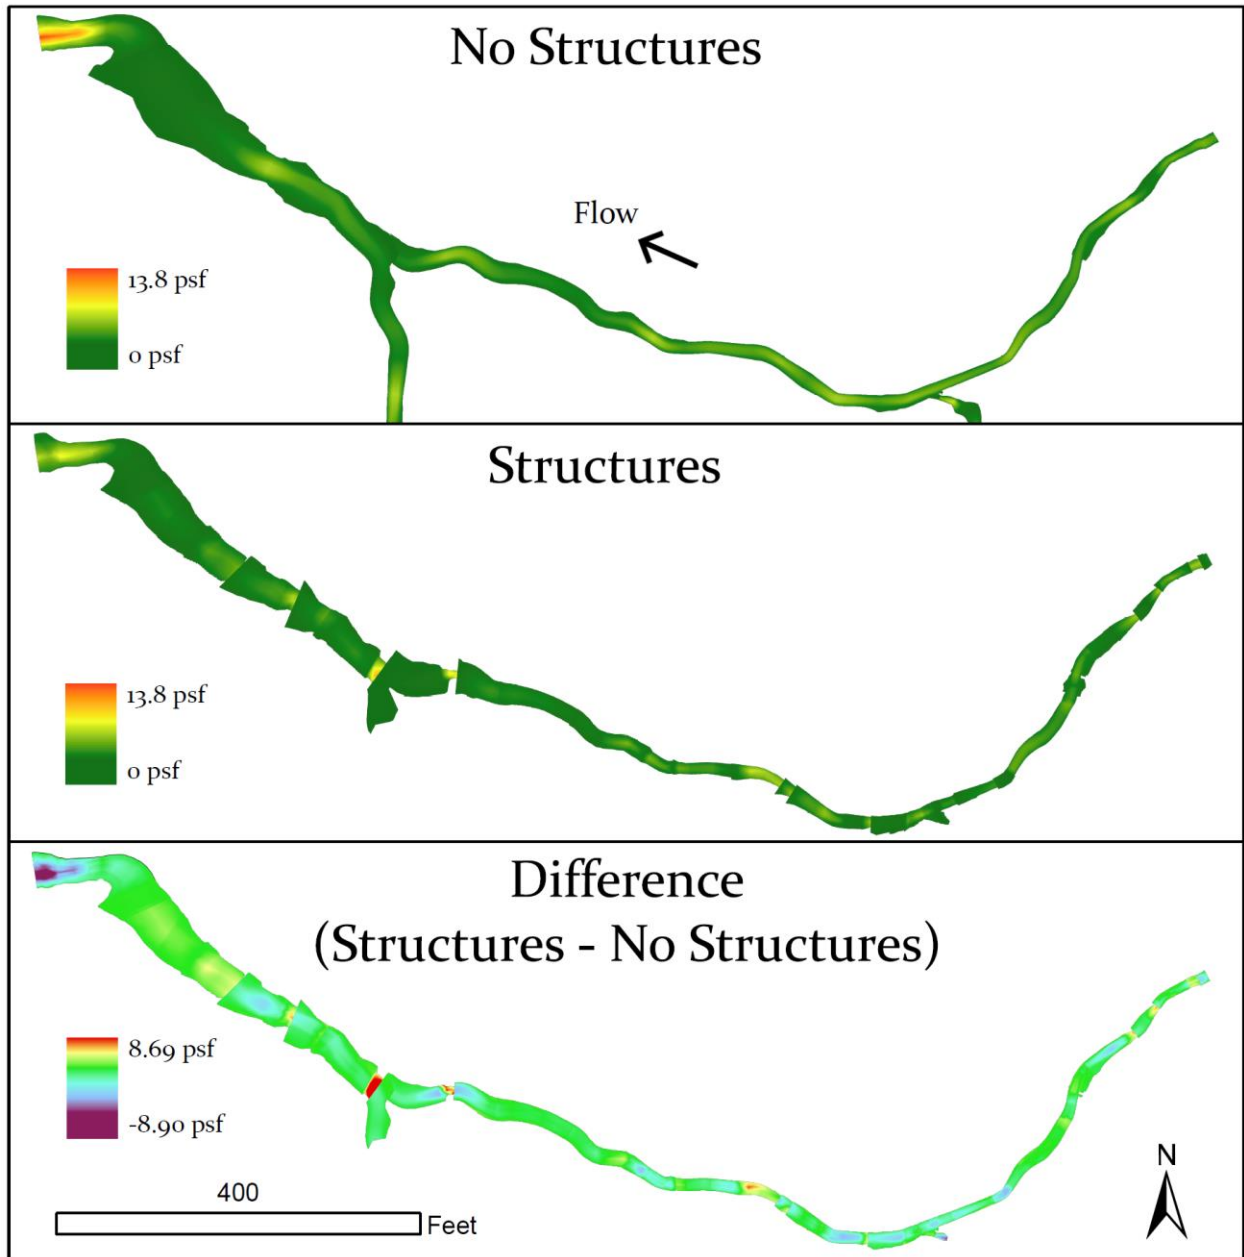 No Structures
Flow
13.8 psf
0 psf
Structures
13.8 psf
0 psf
Difference
(Structures - No Structures)
8.69 psf
-8.90 psf
N
400
Feet